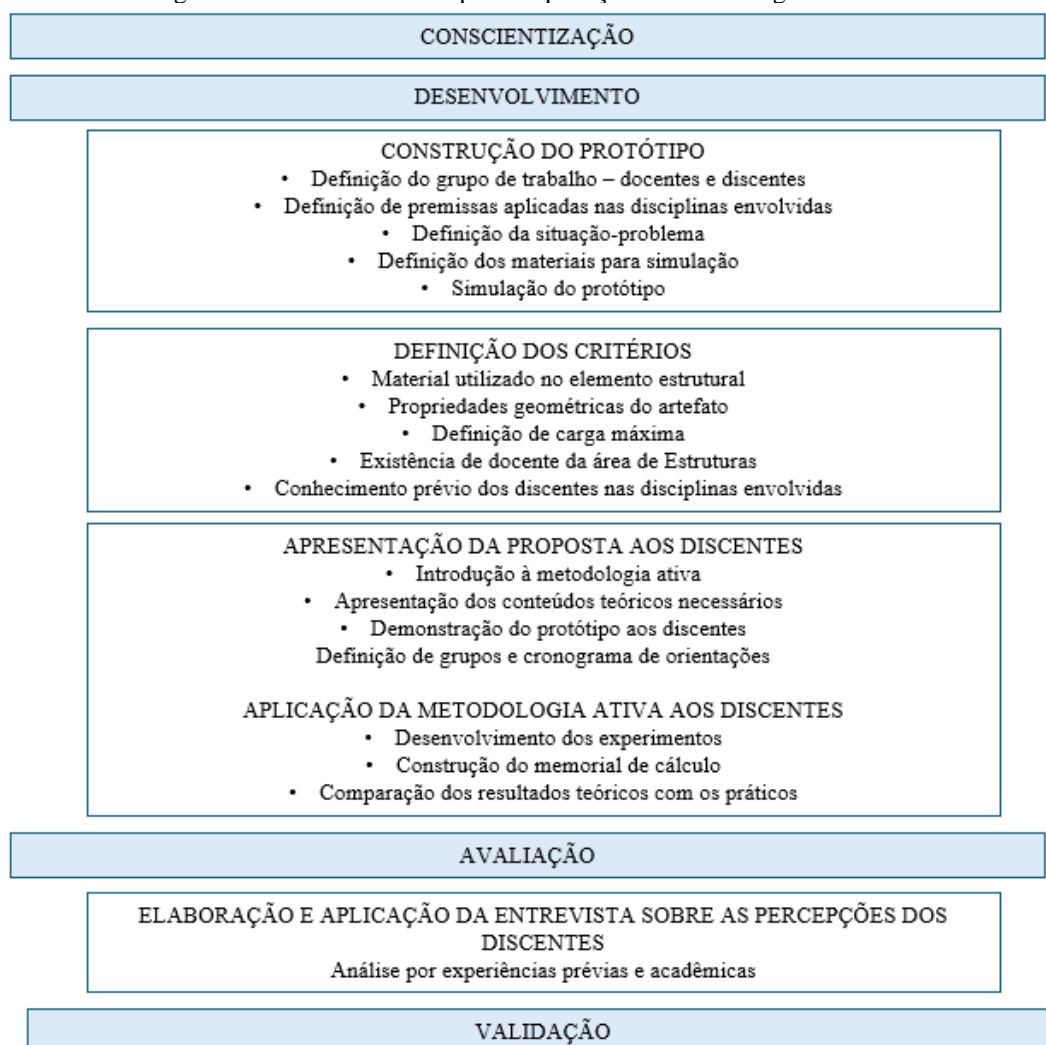 CONSCIENTIZAÇÃO
DESENVOLVIMENTO
CONSTRUÇÃO DO PROTÓTIPO
• Definição do grupo de trabalho – docentes e discentes
• Definição de premissas aplicadas nas disciplinas envolvidas
• Definição da situação-problema
• Definição dos materiais para simulação
• Simulação do protótipo
DEFINIÇÃO DOS CRITÉRIOS
• Material utilizado no elemento estrutural
• Propriedades geométricas do artefato
• Definição de carga máxima
• Existência de docente da área de Estruturas
• Conhecimento prévio dos discentes nas disciplinas envolvidas
APRESENTAÇÃO DA PROPOSTA AOS DISCENTES
• Introdução à metodologia ativa
• Apresentação dos conteúdos teóricos necessários
• Demonstração do protótipo aos discentes
Definição de grupos e cronograma de orientações
APLICAÇÃO DA METODOLOGIA ATIVA AOS DISCENTES
• Desenvolvimento dos experimentos
• Construção do memorial de cálculo
• Comparação dos resultados teóricos com os práticos
AVALIAÇÃO
ELABORAÇÃO E APLICAÇÃO DA ENTREVISTA SOBRE AS PERCEPÇÕES DOS
DISCENTES
Análise por experiências prévias e acadêmicas
VALIDAÇÃO